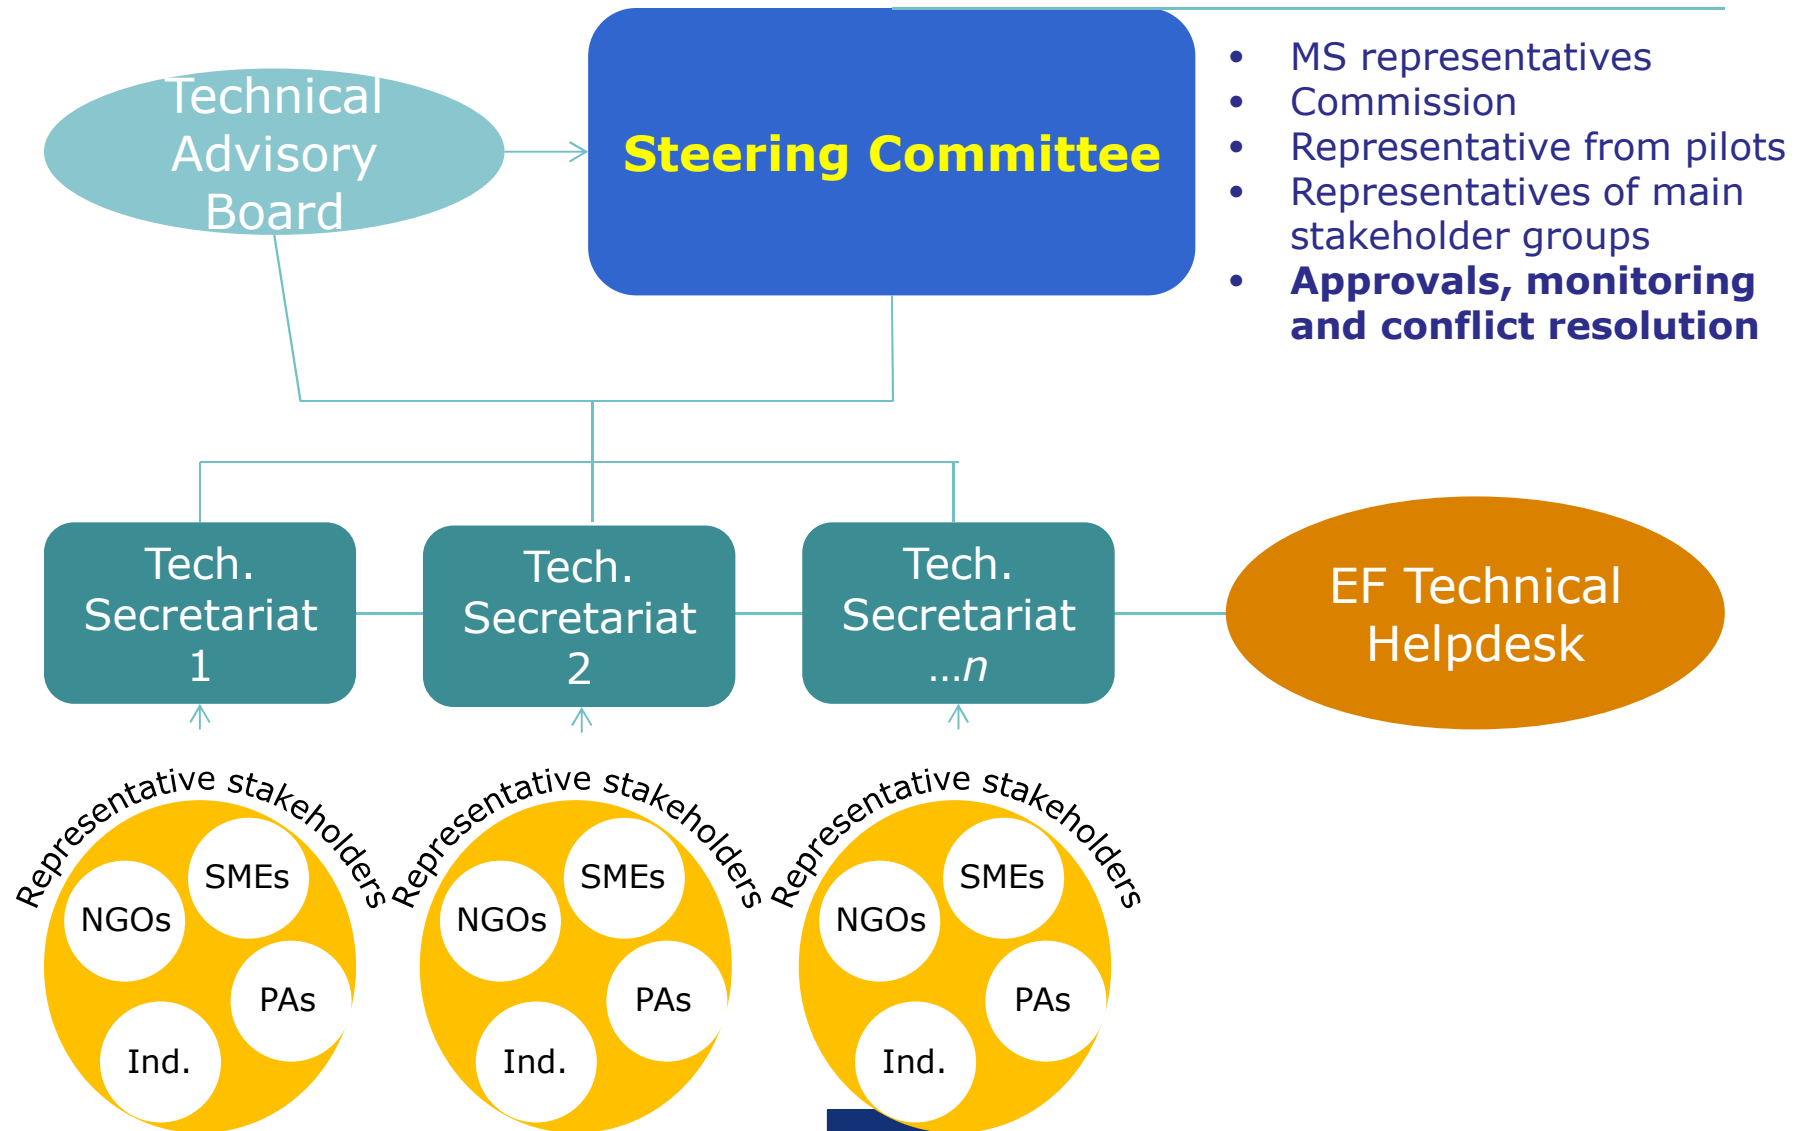 Technical
Advisory
Board
Steering Committee
• MS representatives
• Commission
• Representative from pilots
• Representatives of main
stakeholder groups
• Approvals, monitoring
and conflict resolution
Tech.
Secretariat
1
Tech.
Secretariat
2
Tech.
Secretariat
...n
EF Technical
Helpdesk
Representative stakeholders
SMEs
NGOs
PAs
Ind.
Representative stakeholders
SMEs
NGOs
PAs
Ind.
Representative stakeholders
SMEs
NGOs
PAs
Ind.